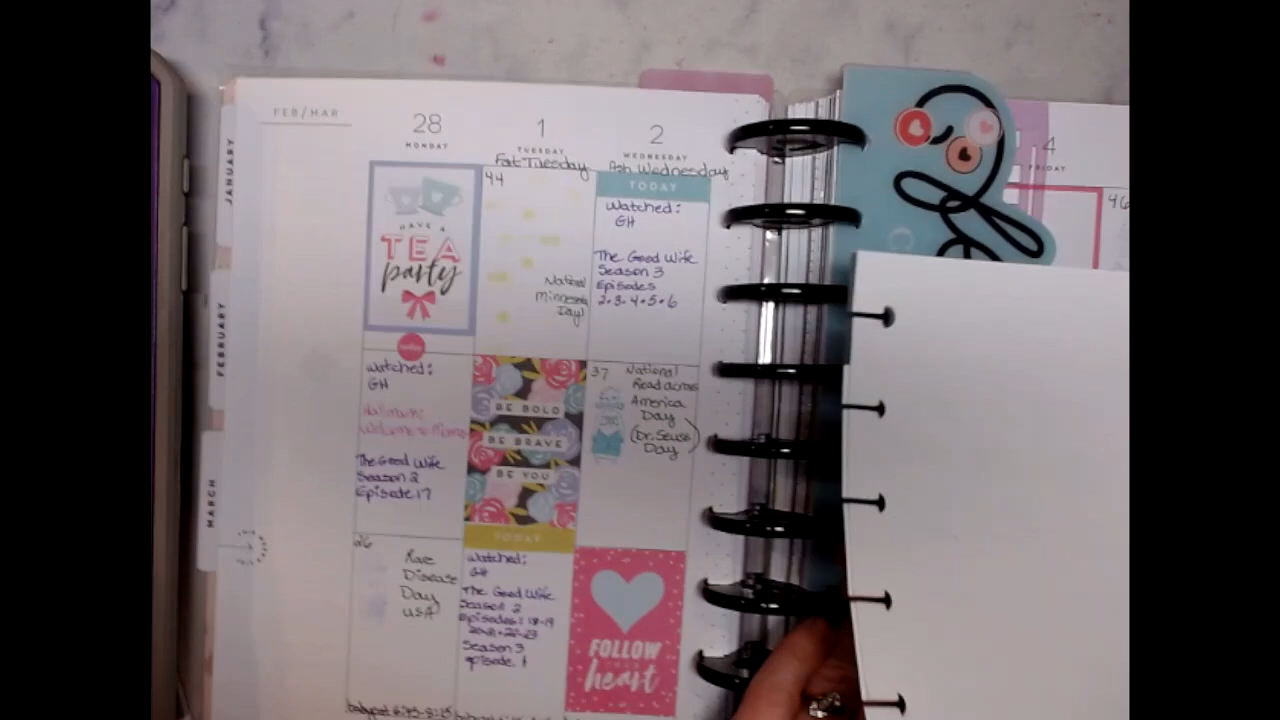 FEB/MAR
28
MONDAY
1
TUESDAY
2
WEDNESDAY
4
FRIDAY
Fat Tuesday
Ash Wednesday
JANUARY
FEBRUARY
MARCH
HAVE A
TEA
party
Watched:
GH
The Good Wife
Season 2
Episode 17
26
Rare
Disease
Day
USA
44
National
Minnesota
Day!
BE BOLD
BE BRAVE
BE YOU
TODAY
Watched:
GH
The Good Wife
Season 2
Episodes: 18-19
Season 3
episode 1
TODAY
Watched:
GH
The Good Wife
Season 3
Episodes
2·3·4·5·6
37
National
Read across
America
Day
(Dr. Seuss
Day)
FOLLOW
YOUR
heart
46